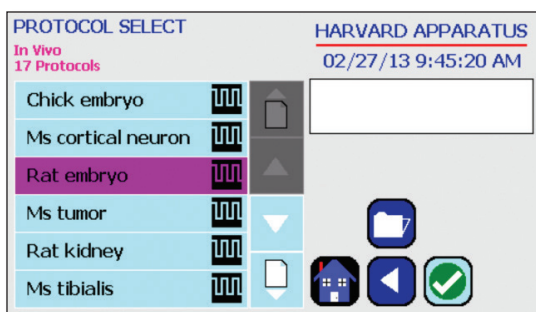 PROTOCOL SELECT
In Vivo
17 Protocols
HARVARD APPARATUS
02/27/13 9:45:20 AM
Chick embryo
Ms cortical neuron
Rat embryo
Ms tumor
Rat kidney
Ms tibialis